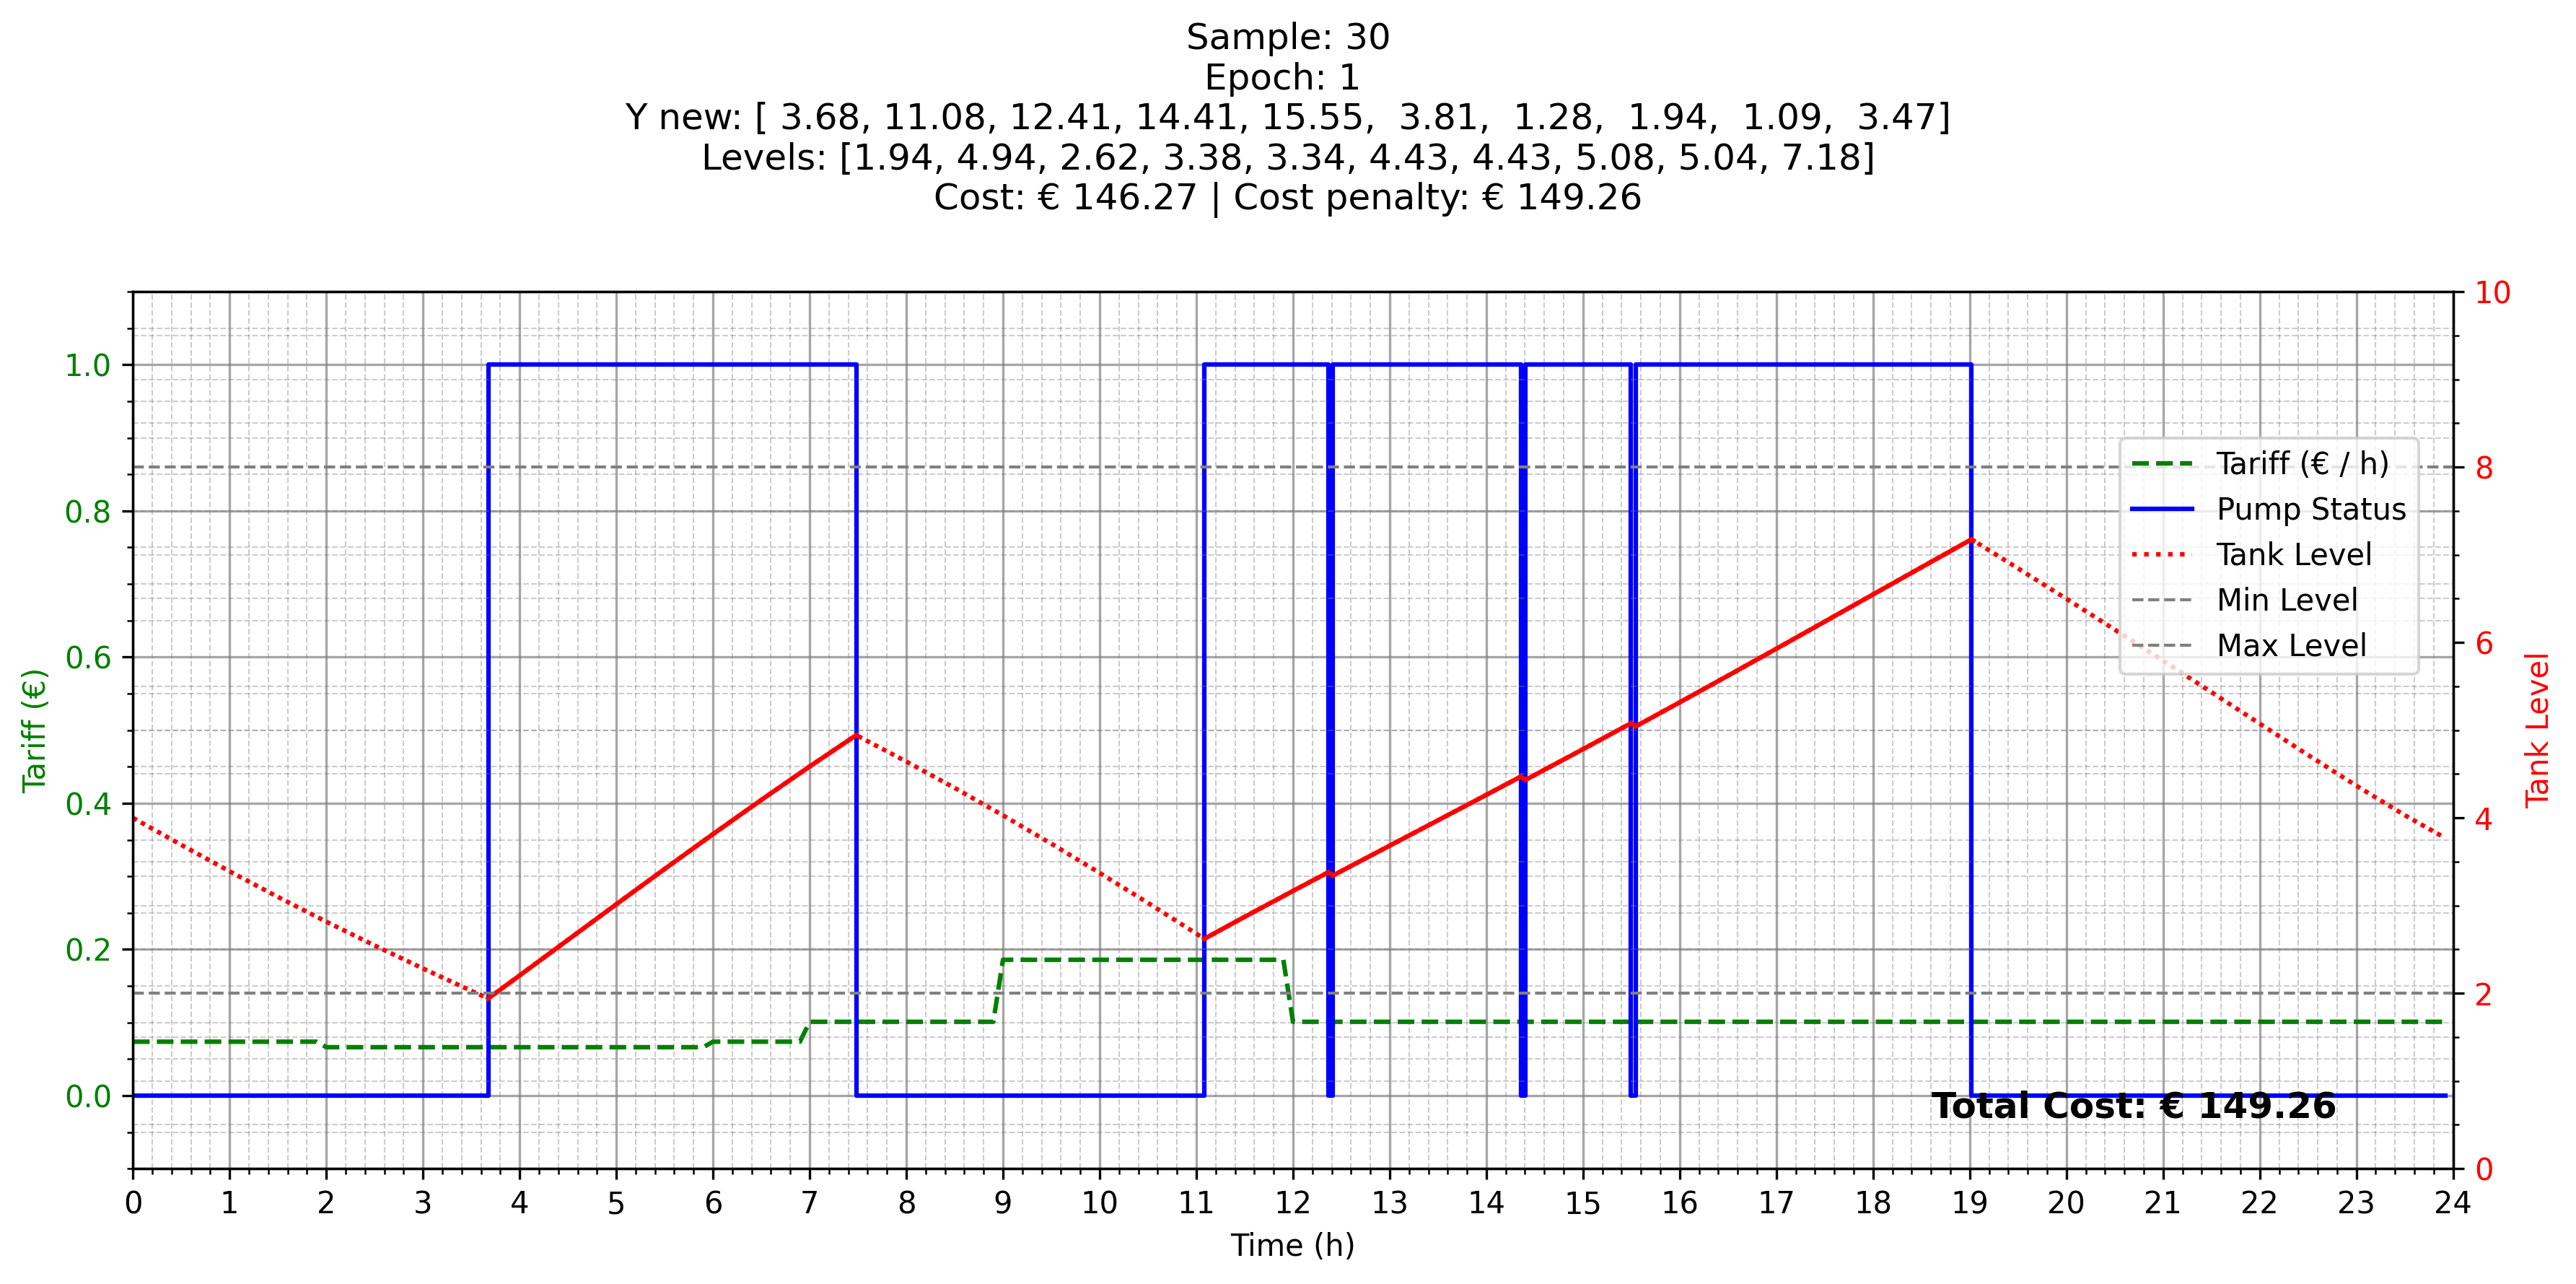 Sample: 30
Epoch: 1
Y new: [ 3.68, 11.08, 12.41, 14.41, 15.55,  3.81,  1.28,  1.94,  1.09,  3.47]
Levels: [1.94, 4.94, 2.62, 3.38, 3.34, 4.43, 4.43, 5.08, 5.04, 7.18]
Cost: € 146.27 | Cost penalty: € 149.26
1.0
0.8
0.6
0.4
0.2
0.0
Tariff (€)
10
8
6
4
2
0
Tank Level
Tariff (€ / h)
Pump Status
Tank Level
Min Level
Max Level
Total Cost: € 149.26
0 1 2 3 4 5 6 7 8 9 10 11 12 13 14 15 16 17 18 19 20 21 22 23 24
Time (h)